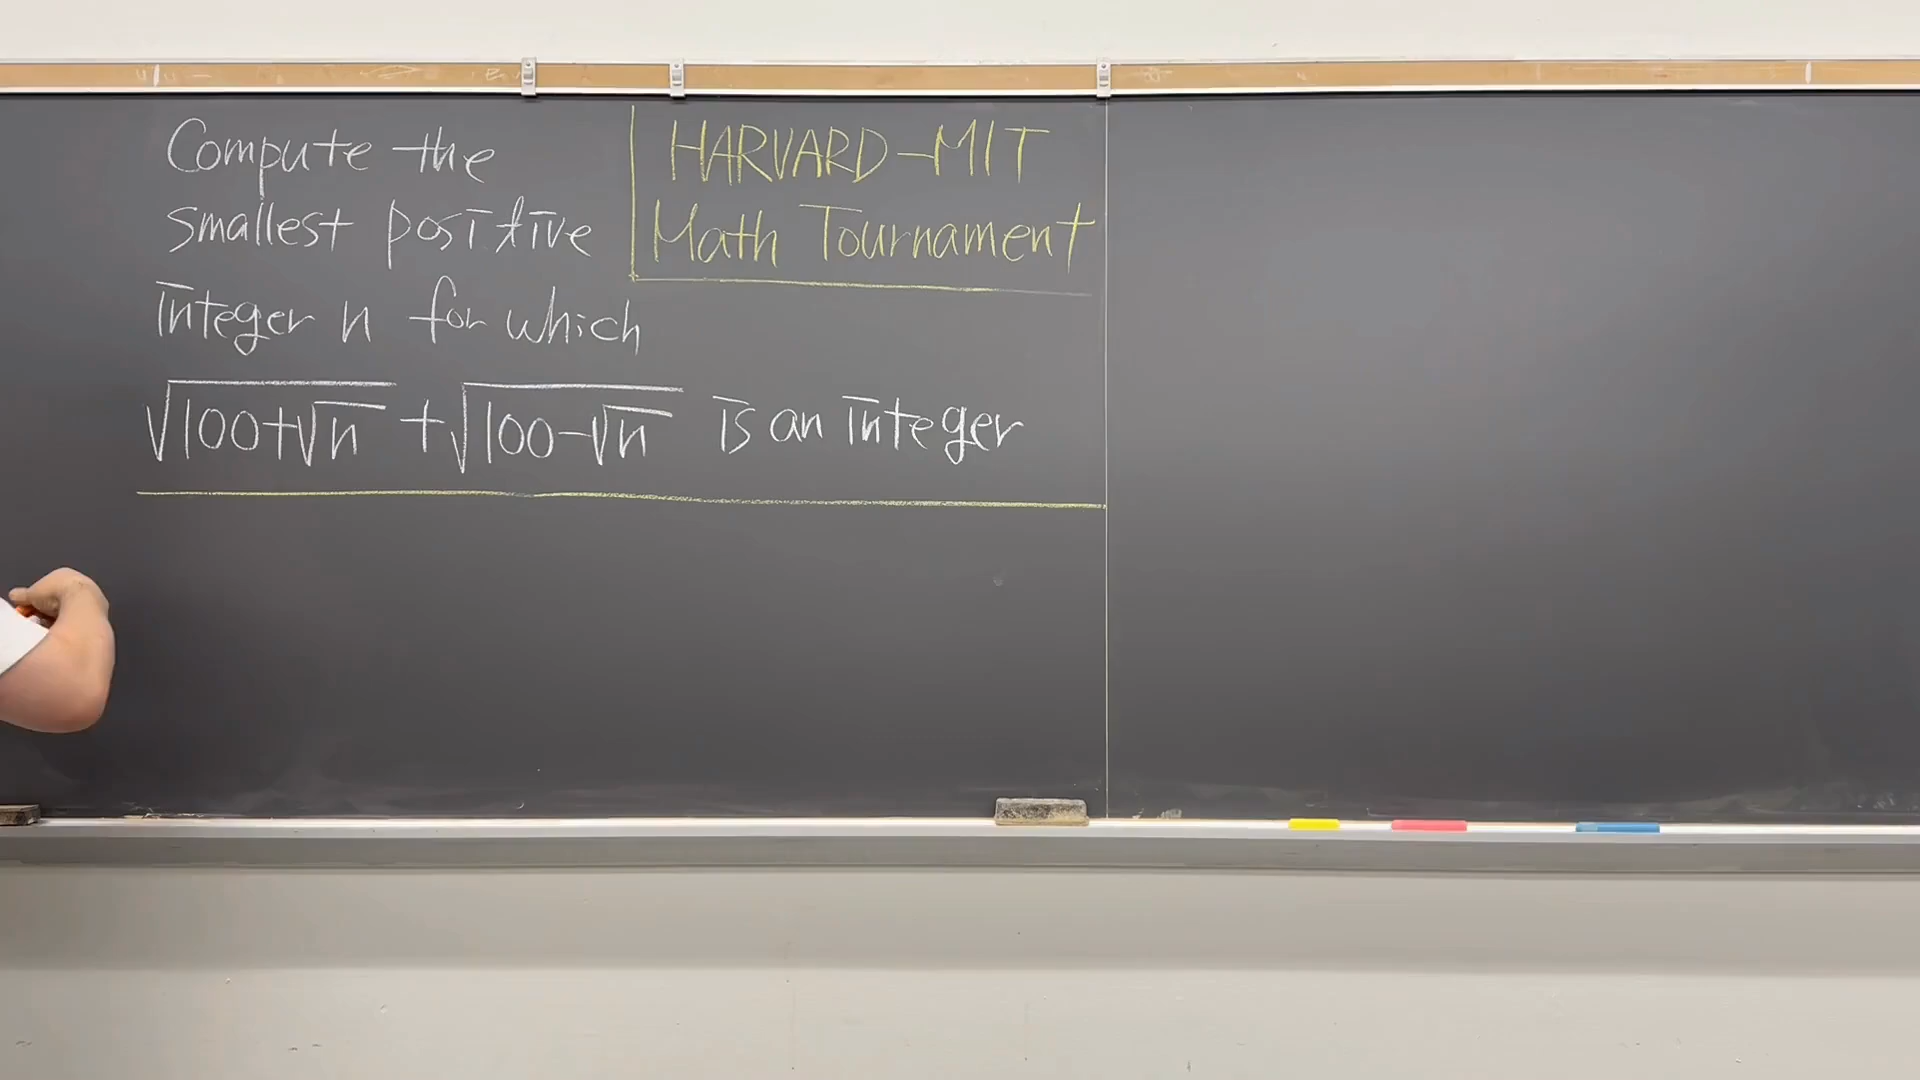 Compute the
smallest positive
integer n for which
√(100+√n) + √(100-√n) is an integer
HARVARD-MIT
Math Tournament